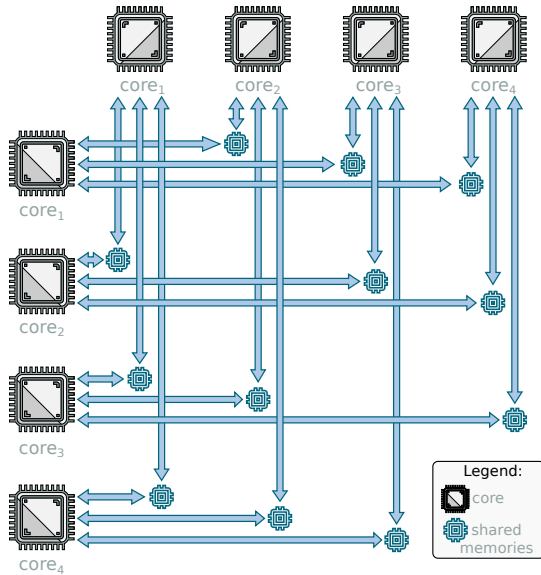 core₁ core₂ core₃ core₄
core₁
core₂
core₃
core₄
Legend:
core
shared
memories